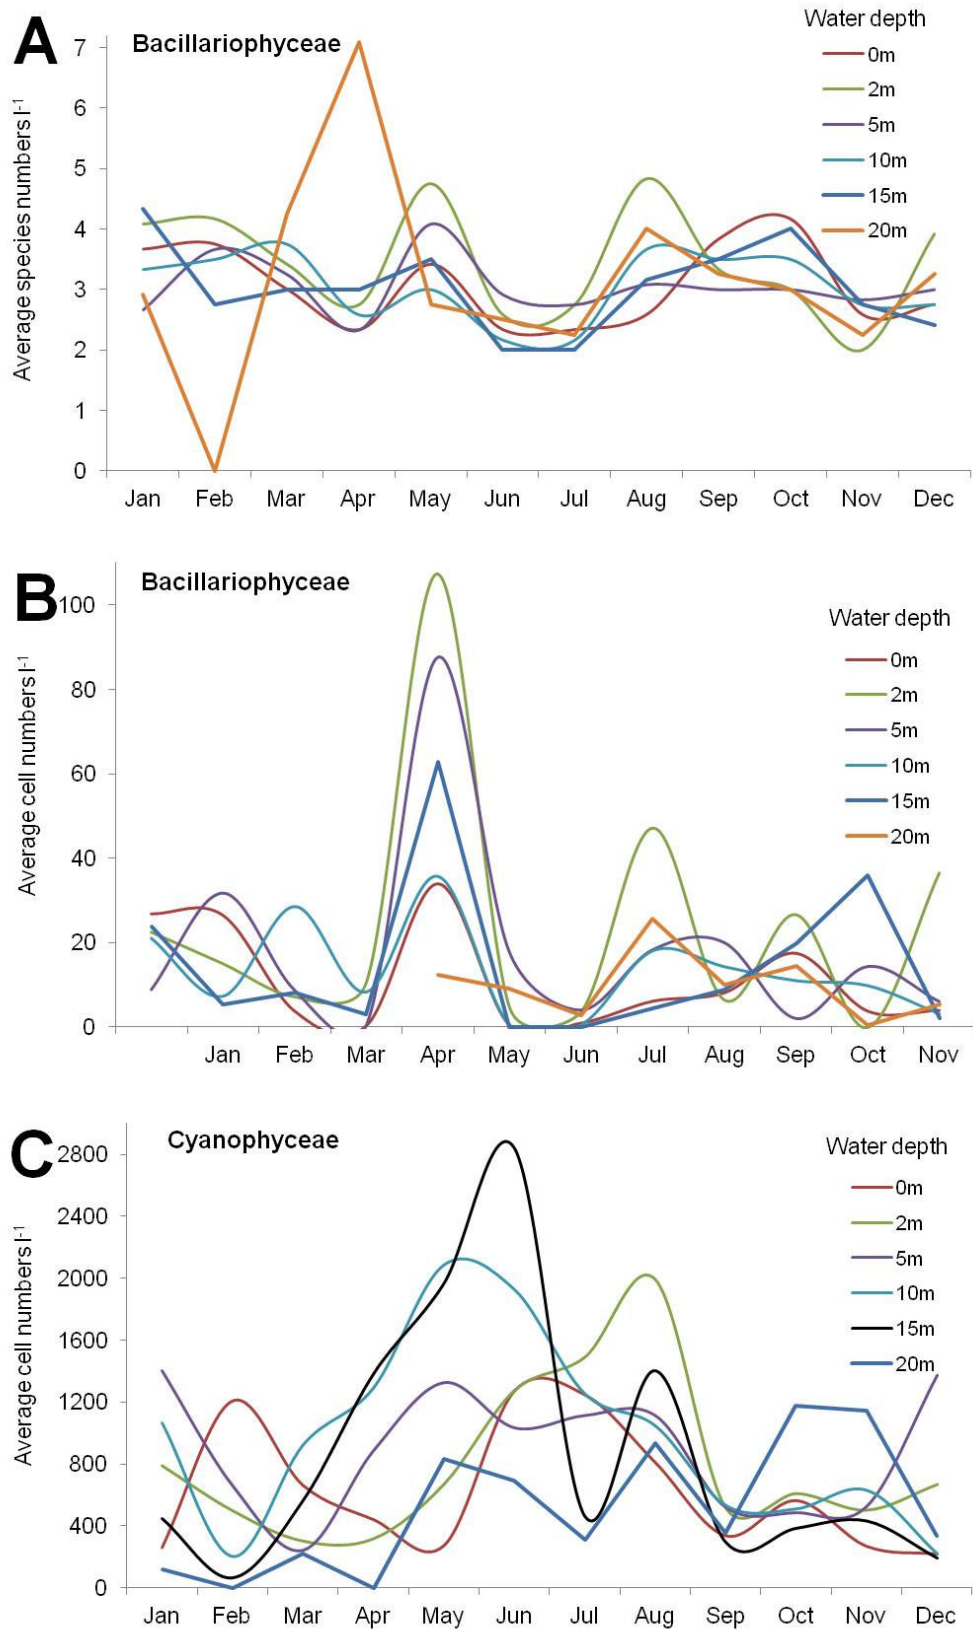 A
Bacillariophyceae
Water depth
0m
2m
5m
10m
15m
20m
Average species numbers l-1
7
6
5
4
3
2
1
0
Jan Feb Mar Apr May Jun Jul Aug Sep Oct Nov Dec
B
Bacillariophyceae
Water depth
0m
2m
5m
10m
15m
20m
Average cell numbers l-1
100
80
60
40
20
0
Jan Feb Mar Apr May Jun Jul Aug Sep Oct Nov
C
Cyanophyceae
Water depth
0m
2m
5m
10m
15m
20m
Average cell numbers l-1
2800
2400
2000
1600
1200
800
400
0
Jan Feb Mar Apr May Jun Jul Aug Sep Oct Nov Dec